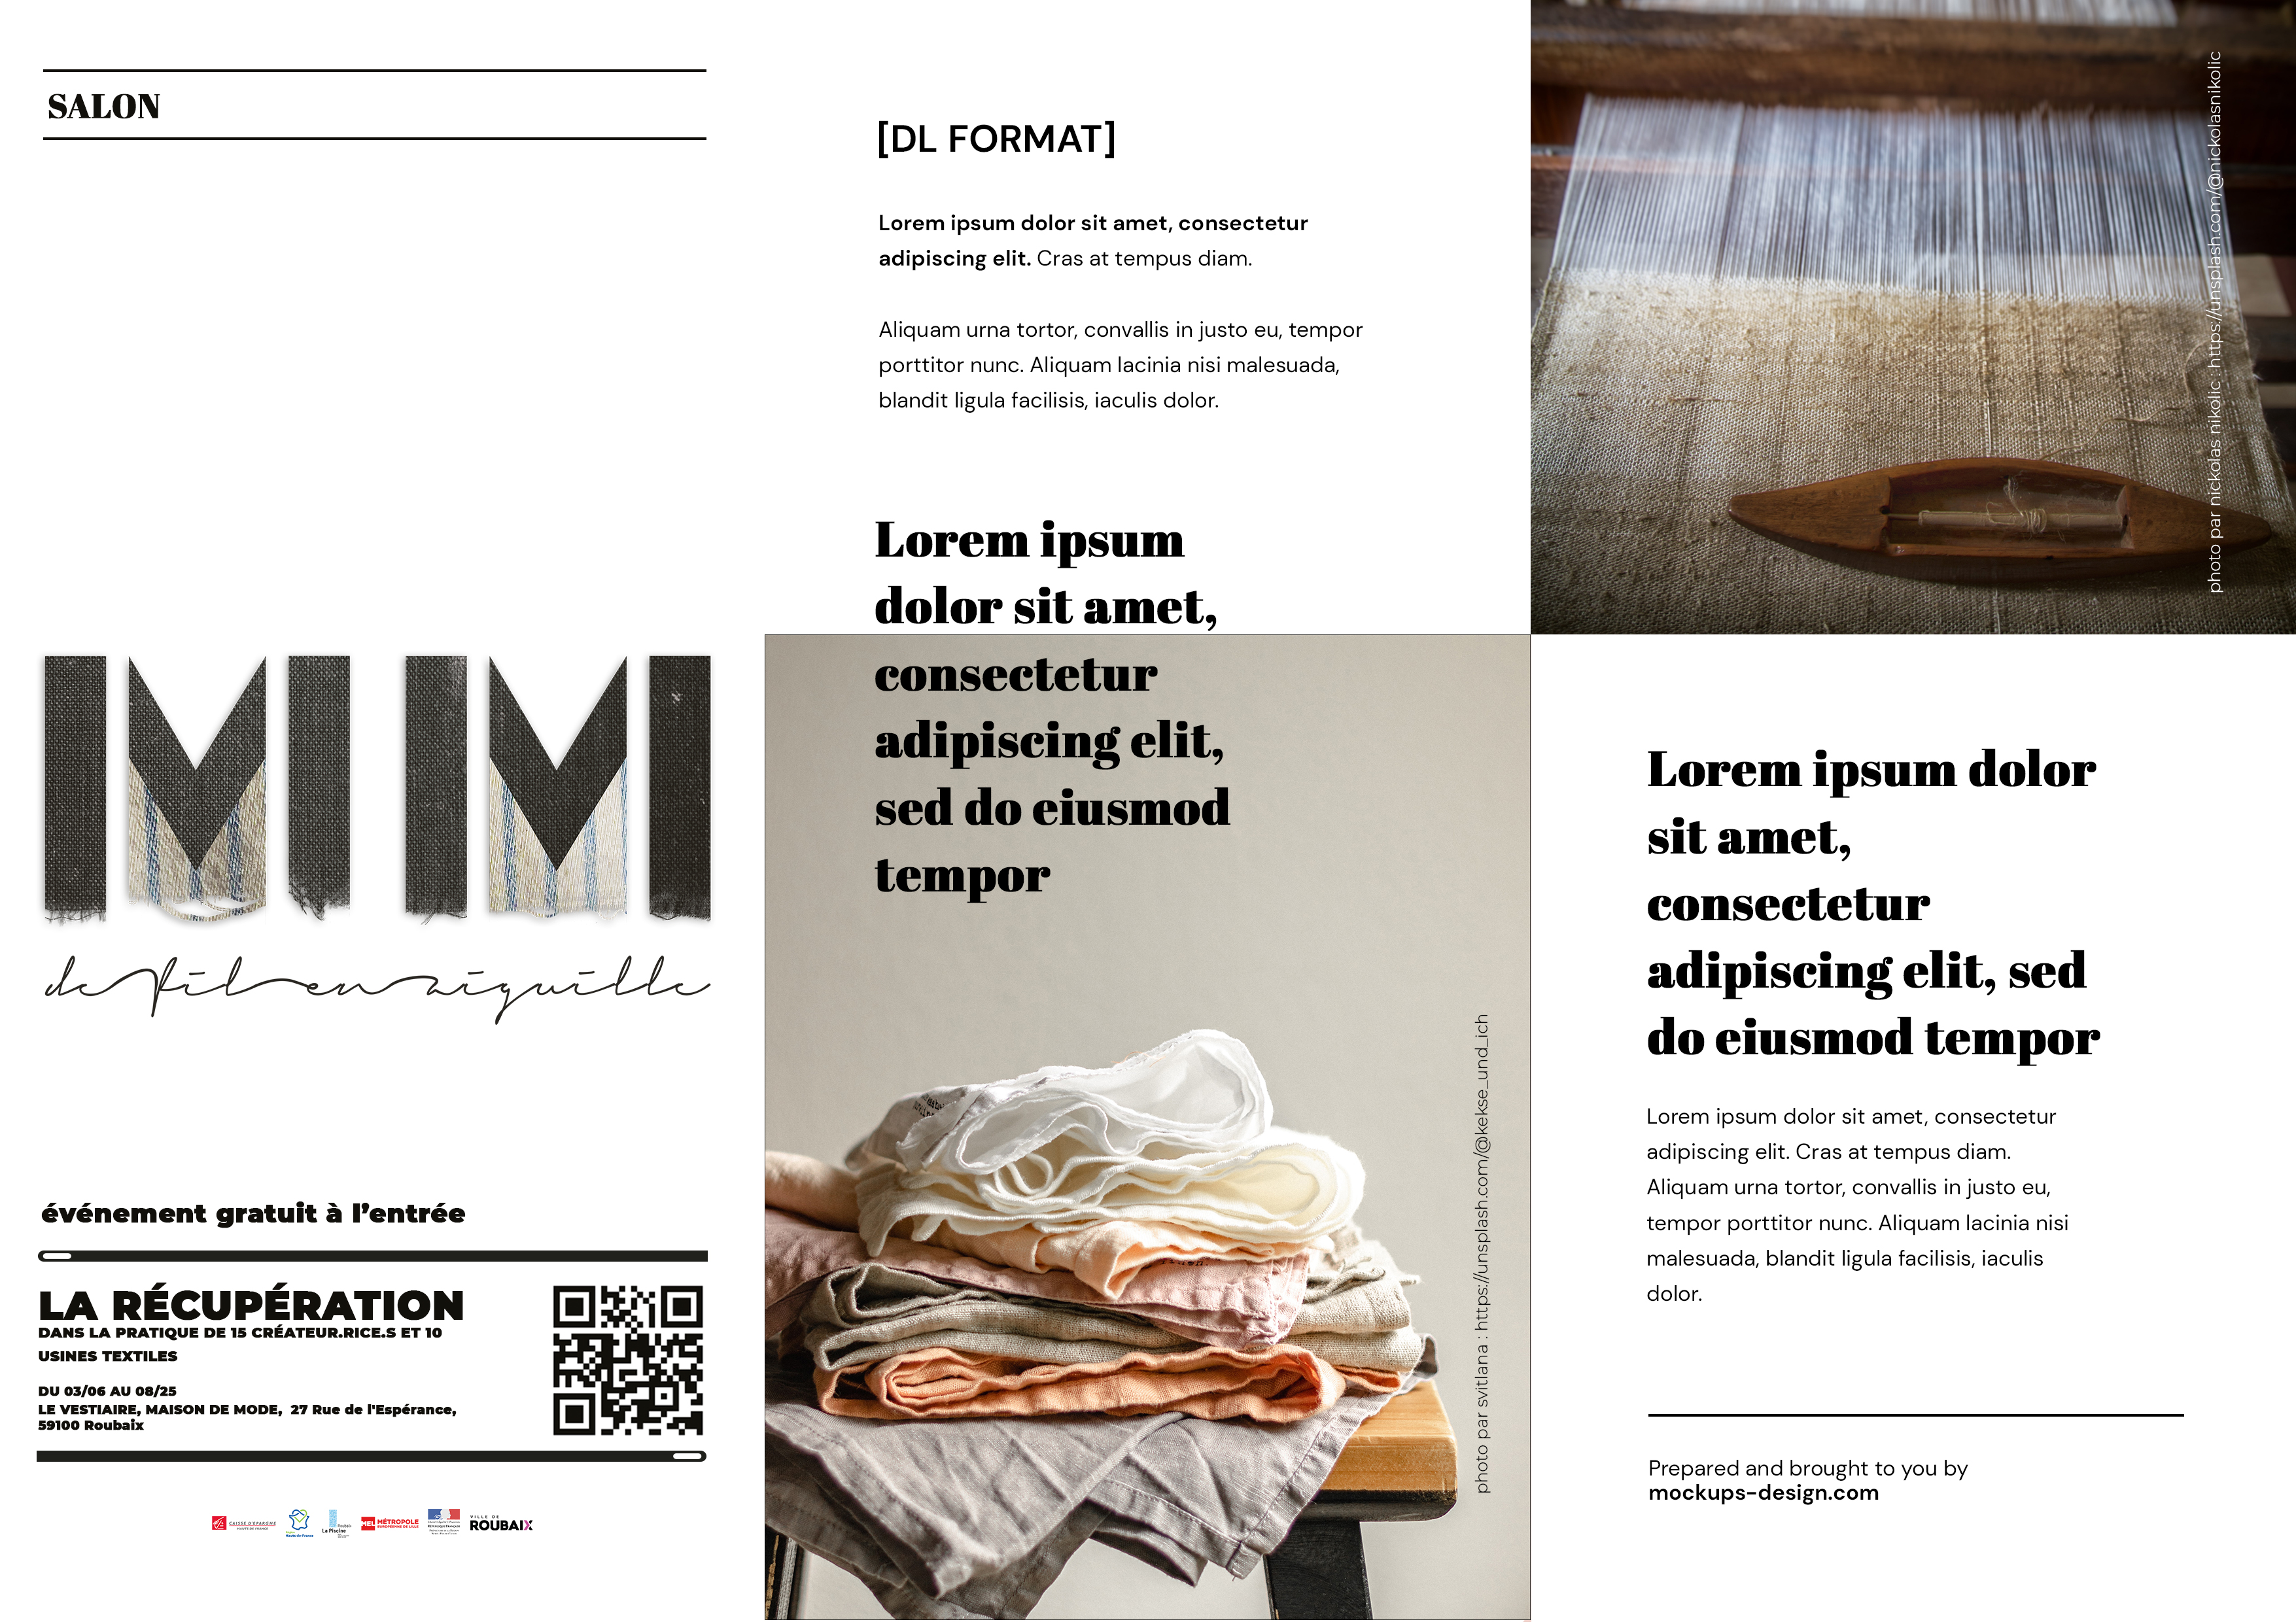 SALON
de fil en aiguille
événement gratuit à l’entrée
LA RÉCUPÉRATION
DANS LA PRATIQUE DE 15 CRÉATEUR.RICE.S ET 10
USINES TEXTILES
DU 03/06 AU 08/25
LE VESTIAIRE, MAISON DE MODE, 27 Rue de l'Espérance,
59100 Roubaix
CAISSE D'EPARGNE
HAUTS DE FRANCE
Hauts-de-France
Roubaix
La Piscine
MEL MÉTROPOLE
EUROPÉENNE DE LILLE
VILLE DE
ROUBAIX
[DL FORMAT]
Lorem ipsum dolor sit amet, consectetur
adipiscing elit. Cras at tempus diam.
Aliquam urna tortor, convallis in justo eu, tempor
porttitor nunc. Aliquam lacinia nisi malesuada,
blandit ligula facilisis, iaculis dolor.
Lorem ipsum
dolor sit amet,
consectetur
adipiscing elit,
sed do eiusmod
tempor
photo par svitlana : https://unsplash.com/@kekse_und_ich
photo par nickolas nikolic : https://unsplash.com/@nickolasnikolic
Lorem ipsum dolor
sit amet,
consectetur
adipiscing elit, sed
do eiusmod tempor
Lorem ipsum dolor sit amet, consectetur
adipiscing elit. Cras at tempus diam.
Aliquam urna tortor, convallis in justo eu,
tempor porttitor nunc. Aliquam lacinia nisi
malesuada, blandit ligula facilisis, iaculis
dolor.
Prepared and brought to you by
mockups-design.com